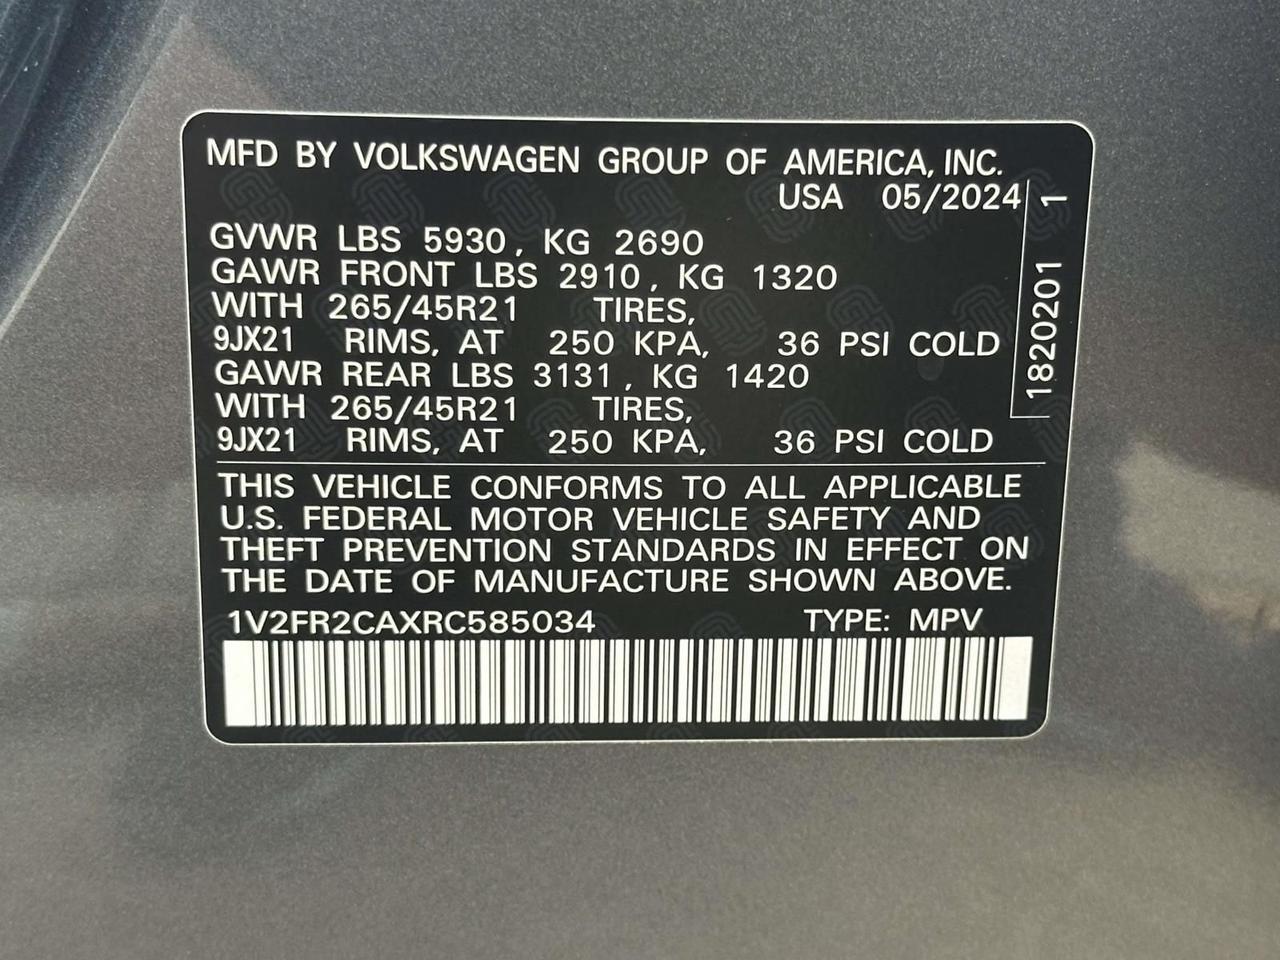 MFD BY VOLKSWAGEN GROUP OF AMERICA, INC.
USA 05/2024
GVWR LBS 5930, KG 2690
GAWR FRONT LBS 2910, KG 1320
WITH 265/45R21 TIRES,
9JX21 RIMS, AT 250 KPA, 36 PSI COLD
GAWR REAR LBS 3131, KG 1420
WITH 265/45R21 TIRES,
9JX21 RIMS, AT 250 KPA, 36 PSI COLD
1820201 1
THIS VEHICLE CONFORMS TO ALL APPLICABLE
U.S. FEDERAL MOTOR VEHICLE SAFETY AND
THEFT PREVENTION STANDARDS IN EFFECT ON
THE DATE OF MANUFACTURE SHOWN ABOVE.
1V2FR2CAXRC585034 TYPE: MPV